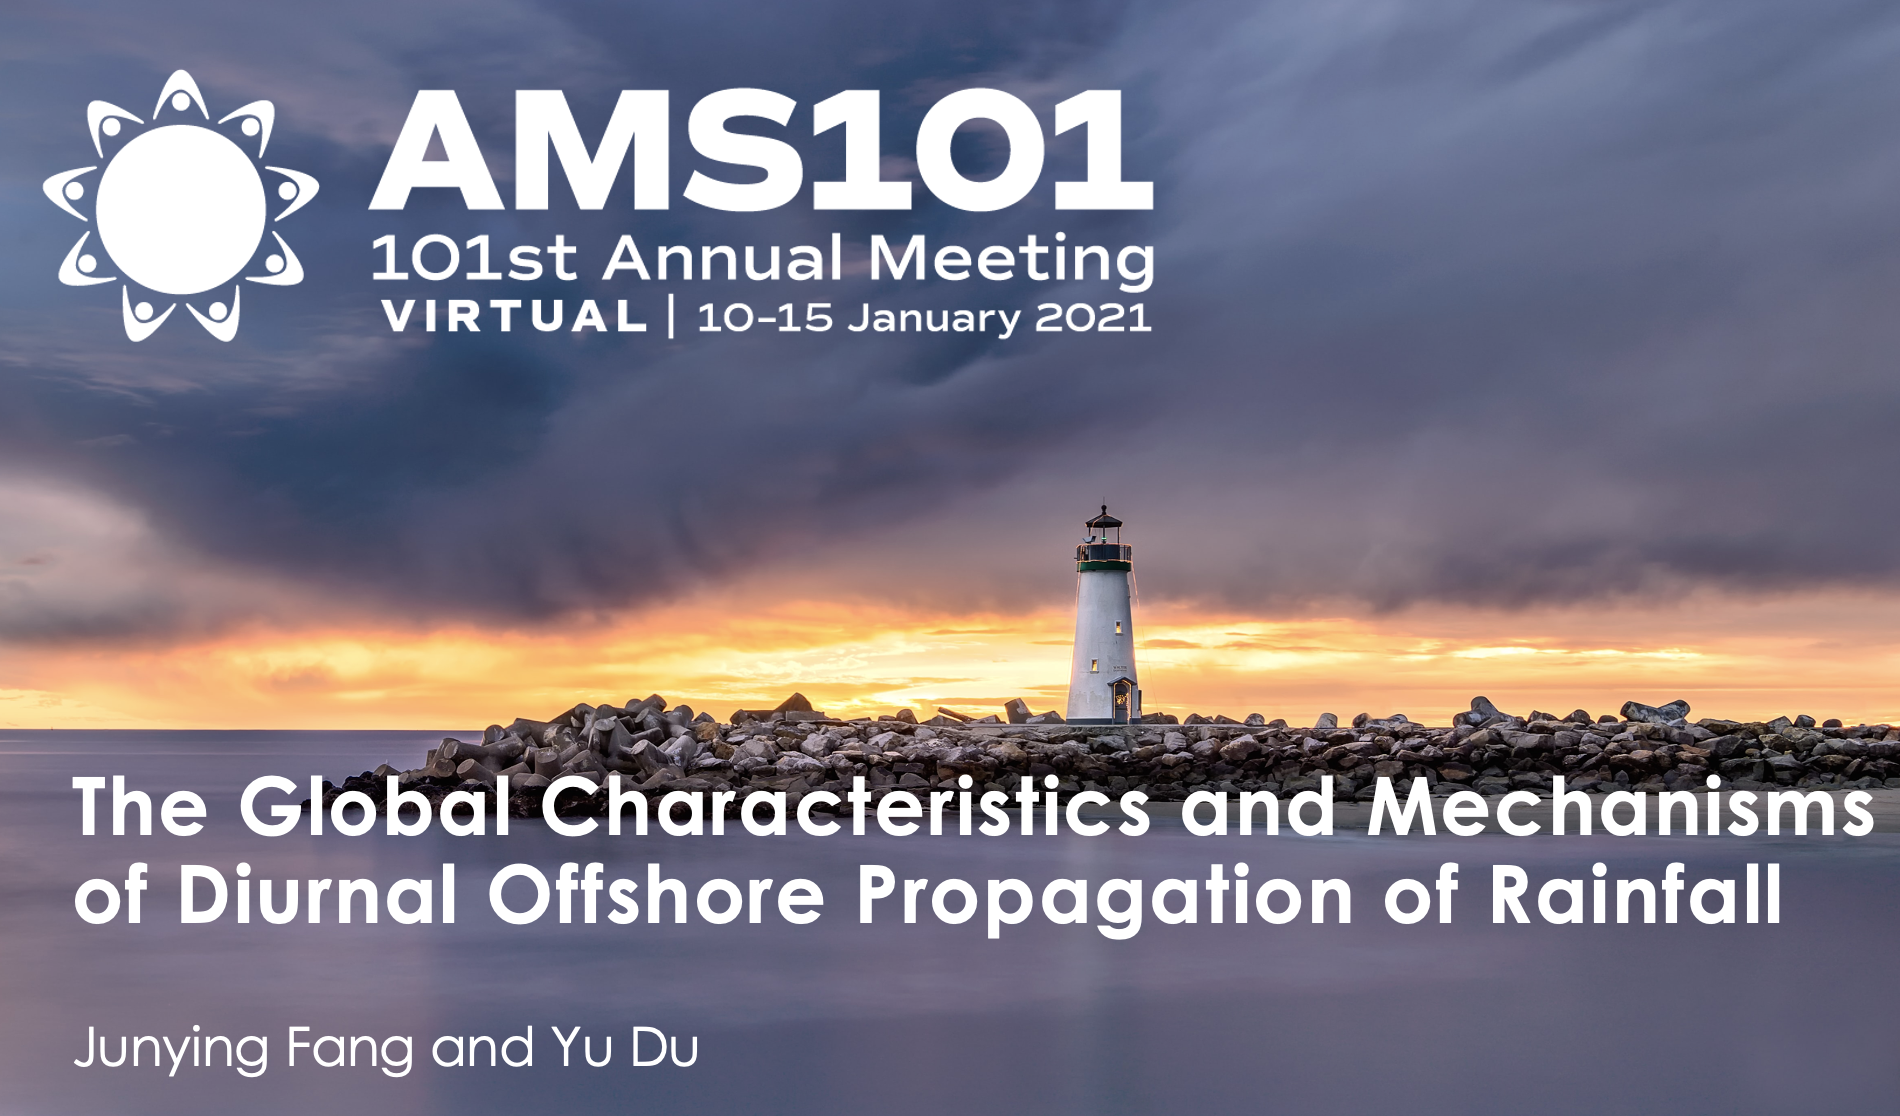 AMS101
101st Annual Meeting
VIRTUAL | 10-15 January 2021
The Global Characteristics and Mechanisms
of Diurnal Offshore Propagation of Rainfall
Junying Fang and Yu Du